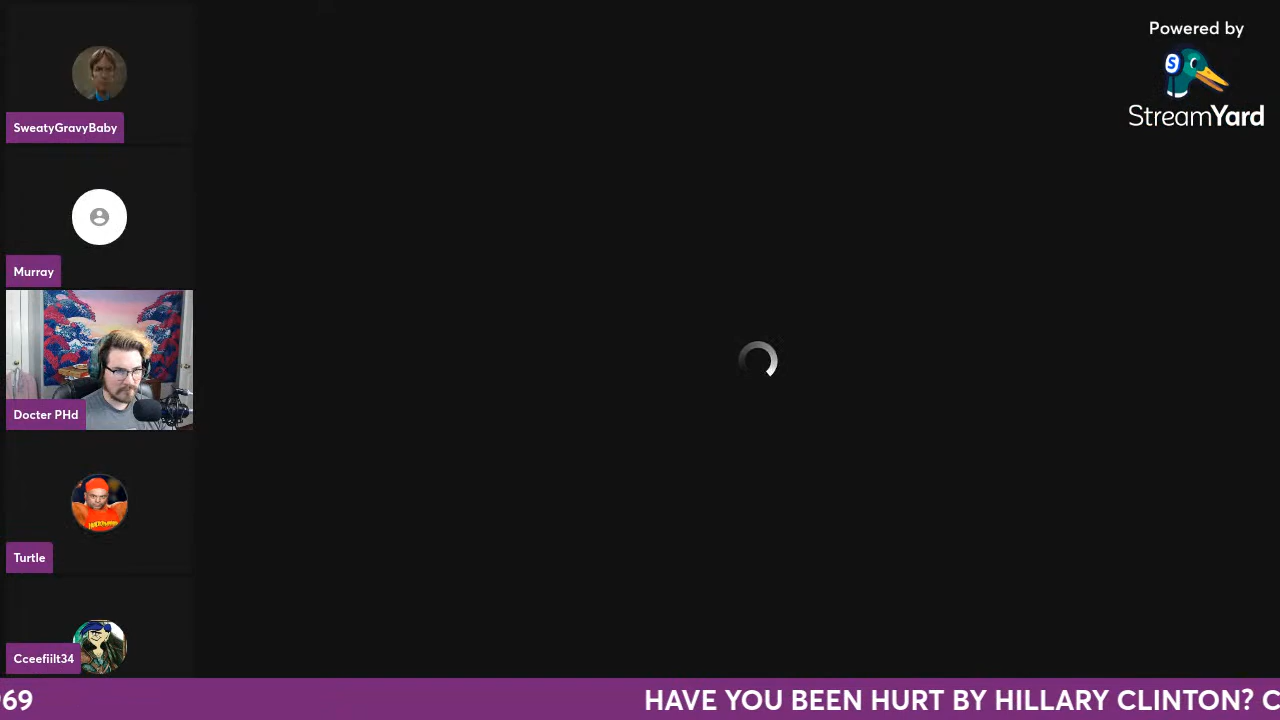 Powered by
StreamYard
SweatyGravyBaby
Murray
Docter PHd
Turtle
Cceefiilt34
69
HAVE YOU BEEN HURT BY HILLARY CLINTON? C